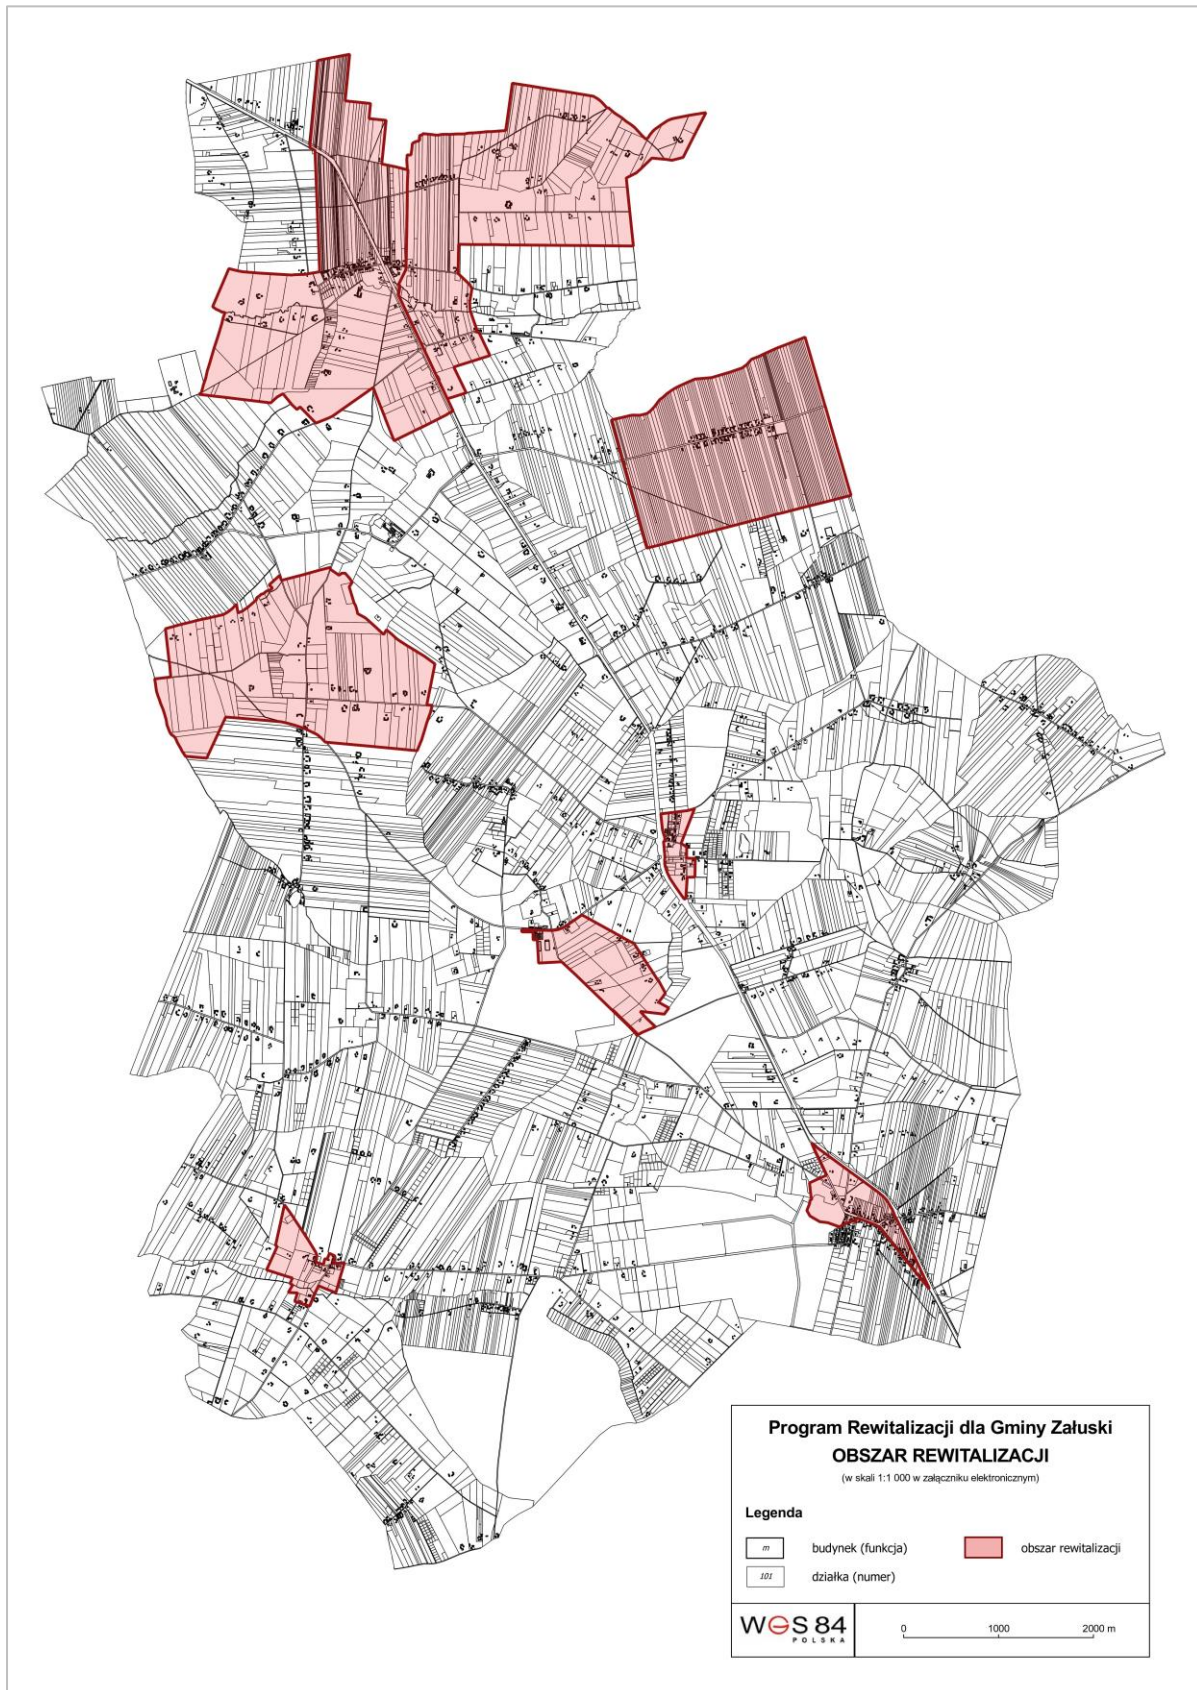 Program Rewitalizacji dla Gminy Załuski
OBSZAR REWITALIZACJI
(w skali 1:1 000 w załączniku elektronicznym)
Legenda
m budynek (funkcja)
obszar rewitalizacji
101 działka (numer)
WGS 84
POLSKA
0 1000 2000 m